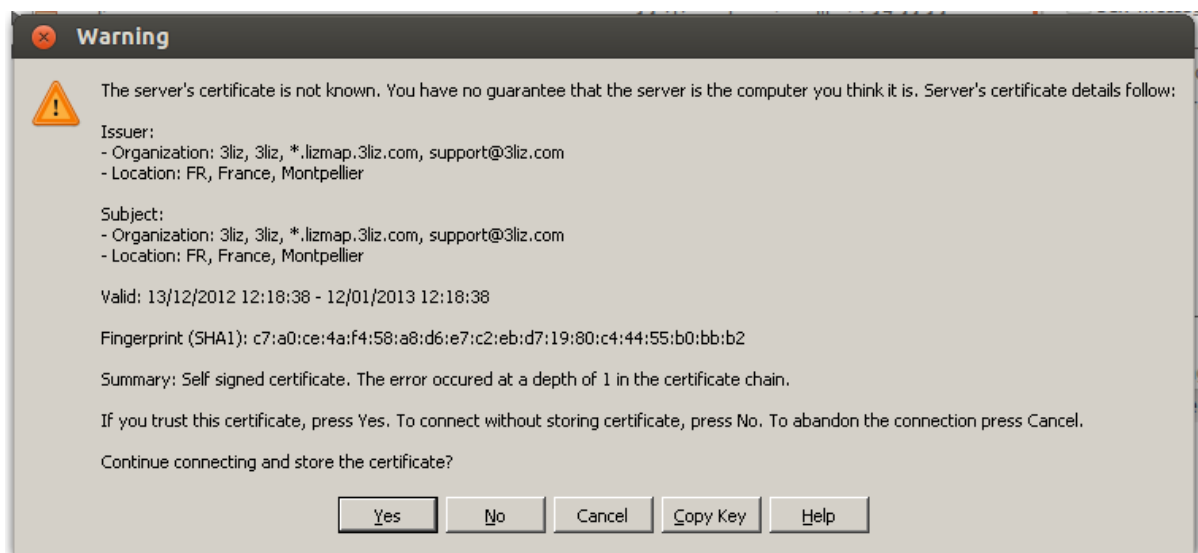 Warning
The server's certificate is not known. You have no guarantee that the server is the computer you think it is. Server's certificate details follow:
Issuer:
- Organization: 3liz, 3liz, *.lizmap.3liz.com, support@3liz.com
- Location: FR, France, Montpellier
Subject:
- Organization: 3liz, 3liz, *.lizmap.3liz.com, support@3liz.com
- Location: FR, France, Montpellier
Valid: 13/12/2012 12:18:38 - 12/01/2013 12:18:38
Fingerprint (SHA1): c7:a0:ce:4a:f4:58:a8:d6:e7:c2:eb:d7:19:80:c4:44:55:b0:bb:b2
Summary: Self signed certificate. The error occured at a depth of 1 in the certificate chain.
If you trust this certificate, press Yes. To connect without storing certificate, press No. To abandon the connection press Cancel.
Continue connecting and store the certificate?
Yes No Cancel Copy Key Help